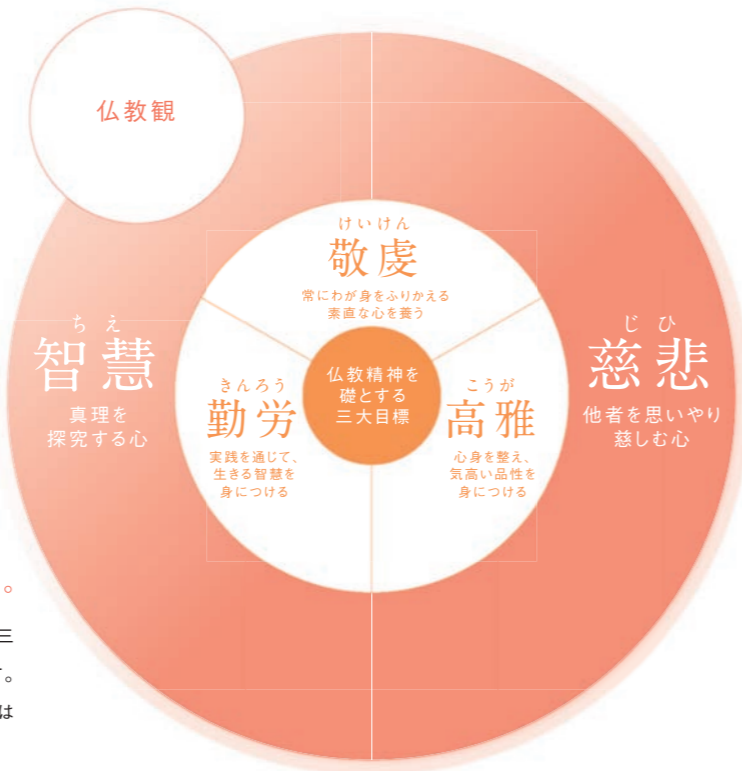 仏教観
けいけん
敬虔
常にわが身をふりかえる
素直な心を養う
ちえ
智慧
真理を
探究する心
きんろう
勤労
実践を通じて、
生きる智慧を
身につける
仏教精神を
礎とする
三大目標
こうが
高雅
心身を整え、
気高い品性を
身につける
じひ
慈悲
他者を思いやり
慈しむ心
。
三
。
は